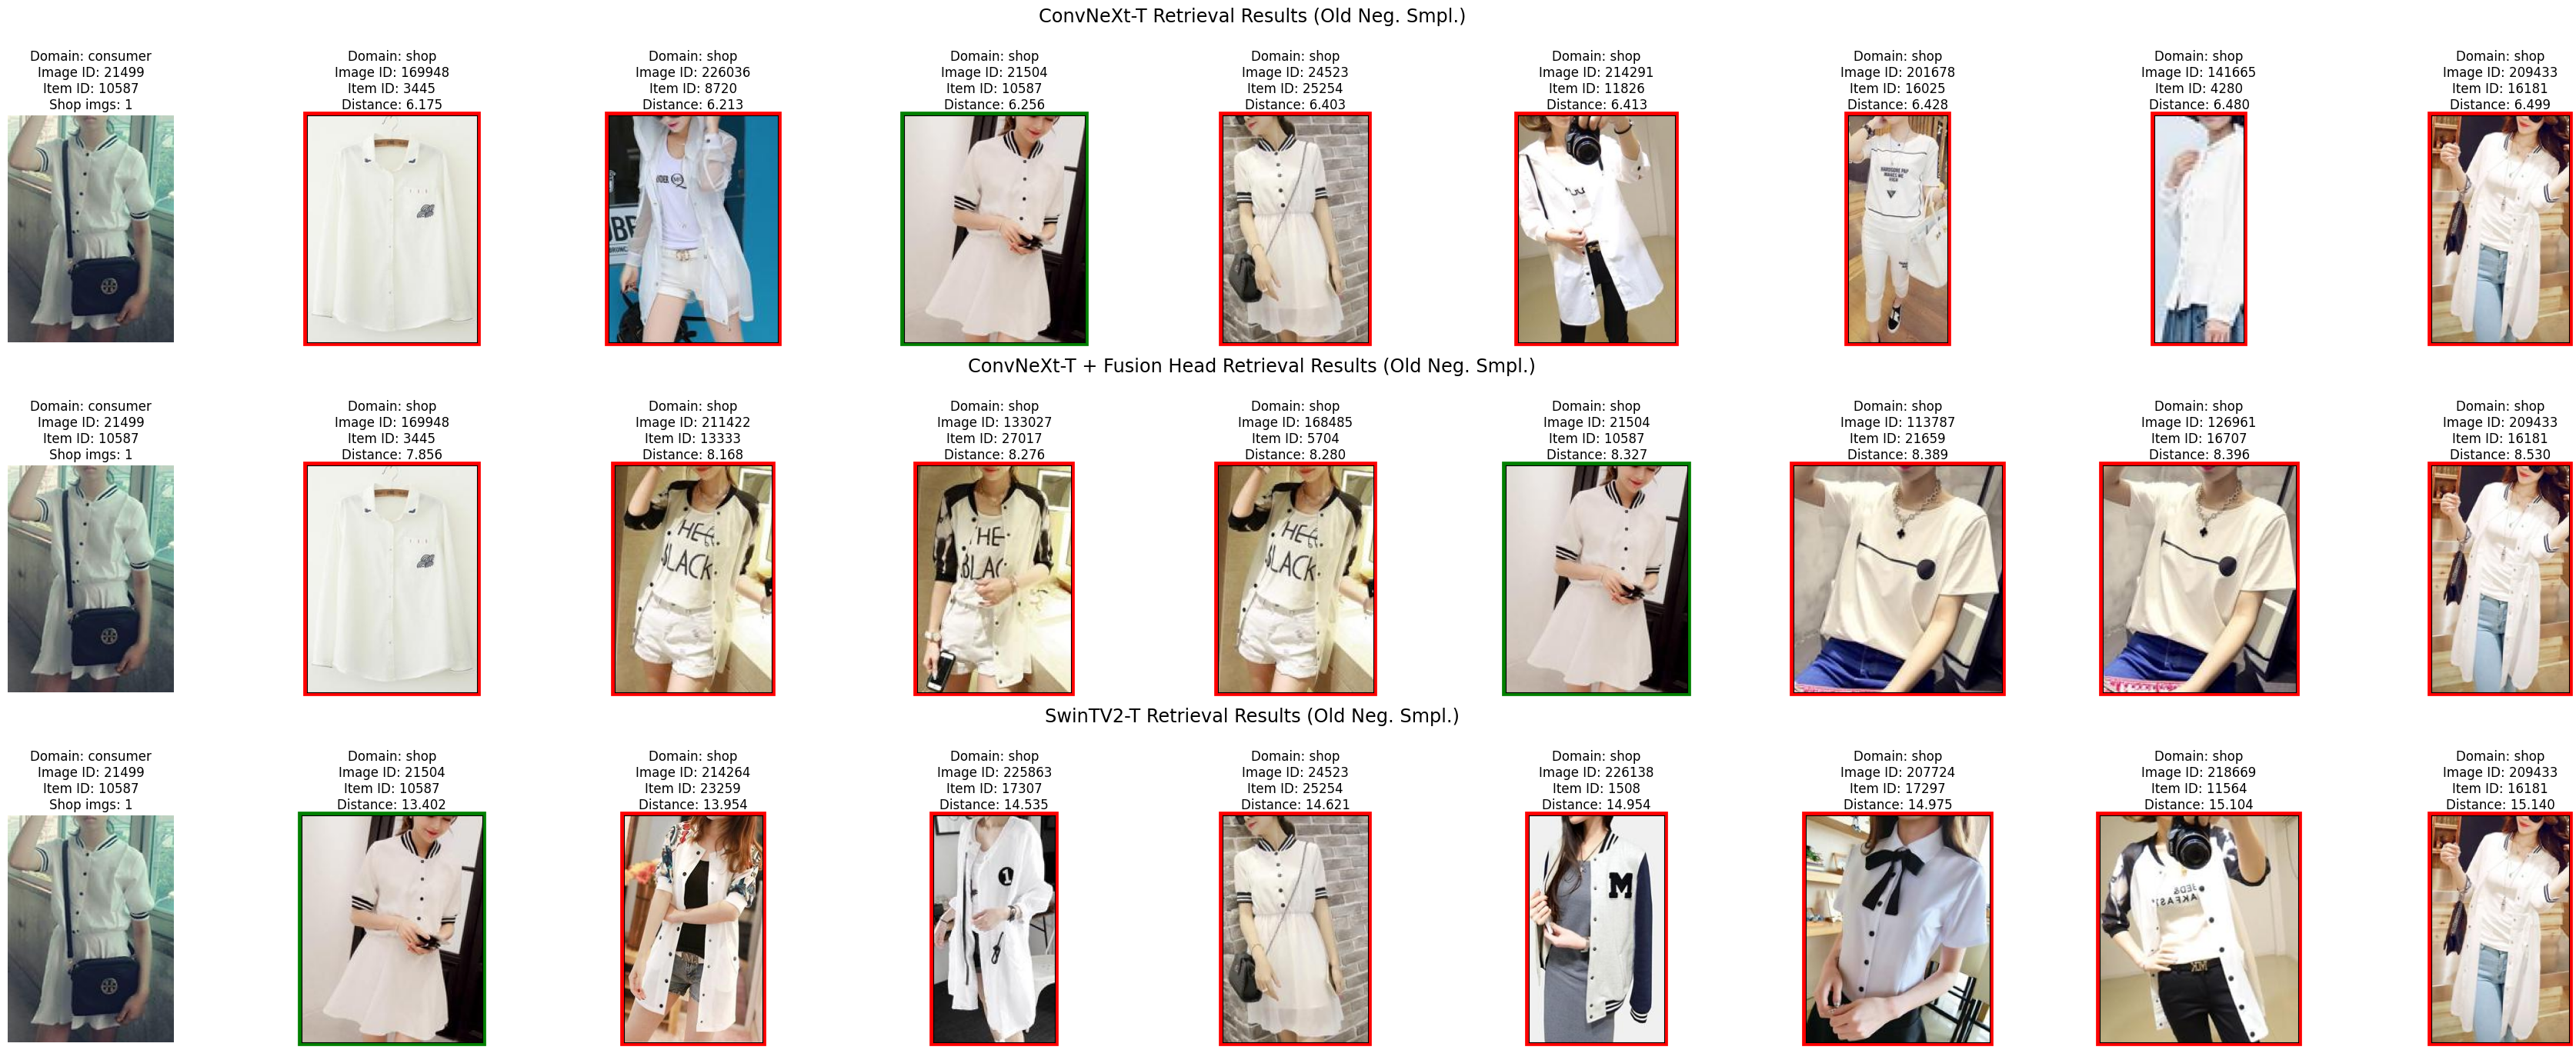 ConvNeXt-T Retrieval Results (Old Neg. Smpl.)
Domain: consumer
Image ID: 21499
Item ID: 10587
Shop imgs: 1
Domain: shop
Image ID: 169948
Item ID: 3445
Distance: 6.175
Domain: shop
Image ID: 226036
Item ID: 8720
Distance: 6.213
Domain: shop
Image ID: 21504
Item ID: 10587
Distance: 6.256
Domain: shop
Image ID: 24523
Item ID: 25254
Distance: 6.403
Domain: shop
Image ID: 214291
Item ID: 11826
Distance: 6.413
Domain: shop
Image ID: 201678
Item ID: 16025
Distance: 6.428
Domain: shop
Image ID: 141665
Item ID: 4280
Distance: 6.480
Domain: shop
Image ID: 209433
Item ID: 16181
Distance: 6.499
ConvNeXt-T + Fusion Head Retrieval Results (Old Neg. Smpl.)
Domain: consumer
Image ID: 21499
Item ID: 10587
Shop imgs: 1
Domain: shop
Image ID: 169948
Item ID: 3445
Distance: 7.856
Domain: shop
Image ID: 211422
Item ID: 13333
Distance: 8.168
Domain: shop
Image ID: 133027
Item ID: 27017
Distance: 8.276
Domain: shop
Image ID: 168485
Item ID: 5704
Distance: 8.280
Domain: shop
Image ID: 21504
Item ID: 10587
Distance: 8.327
Domain: shop
Image ID: 113787
Item ID: 21659
Distance: 8.389
Domain: shop
Image ID: 126961
Item ID: 16707
Distance: 8.396
Domain: shop
Image ID: 209433
Item ID: 16181
Distance: 8.530
BLACK
BLACK
SwinTV2-T Retrieval Results (Old Neg. Smpl.)
Domain: consumer
Image ID: 21499
Item ID: 10587
Shop imgs: 1
Domain: shop
Image ID: 21504
Item ID: 10587
Distance: 13.402
Domain: shop
Image ID: 214264
Item ID: 23259
Distance: 13.954
Domain: shop
Image ID: 225863
Item ID: 17307
Distance: 14.535
Domain: shop
Image ID: 24523
Item ID: 25254
Distance: 14.621
Domain: shop
Image ID: 226138
Item ID: 1508
Distance: 14.954
Domain: shop
Image ID: 207724
Item ID: 17297
Distance: 14.975
Domain: shop
Image ID: 218669
Item ID: 11564
Distance: 15.104
Domain: shop
Image ID: 209433
Item ID: 16181
Distance: 15.140
1
M